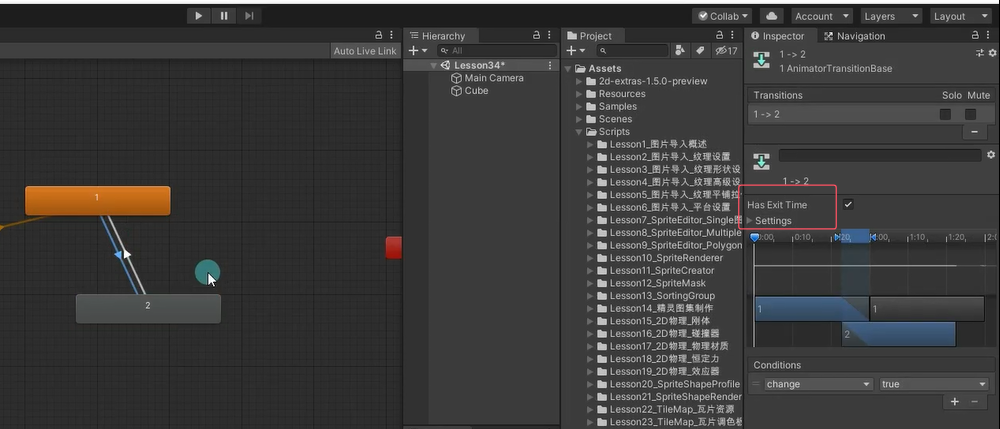 Collab
Account
Layers
Layout
Auto Live Link
1
2
Hierarchy
All
Lesson34*
Main Camera
Cube
Project
17
Assets
2d-extras-1.5.0-preview
Resources
Samples
Scenes
Scripts
Lesson1_图片导入概述
Lesson2_图片导入_纹理设置
Lesson3_图片导入_纹理形状设
Lesson4_图片导入_纹理高级设
Lesson5_图片导入_纹理平铺拉
Lesson6_图片导入_平台设置
Lesson7_SpriteEditor_Single图
Lesson8_SpriteEditor_Multiple
Lesson9_SpriteEditor_Polygon
Lesson10_SpriteRenderer
Lesson11_SpriteCreator
Lesson12_SpriteMask
Lesson13_SortingGroup
Lesson14_精灵图集制作
Lesson15_2D物理_刚体
Lesson16_2D物理_碰撞器
Lesson17_2D物理_物理材质
Lesson18_2D物理_恒定力
Lesson19_2D物理_效应器
Lesson20_SpriteShapeProfile
Lesson21_SpriteShapeRender
Lesson22_TileMap_瓦片资源
Lesson23_TileMap_瓦片调色板
Inspector
Navigation
1 -> 2
1 AnimatorTransitionBase
Transitions
Solo
Mute
1 -> 2
1 -> 2
Has Exit Time
Settings
0:00,
0:10,
1:10,
1:20,
1
1
2
Conditions
change
true